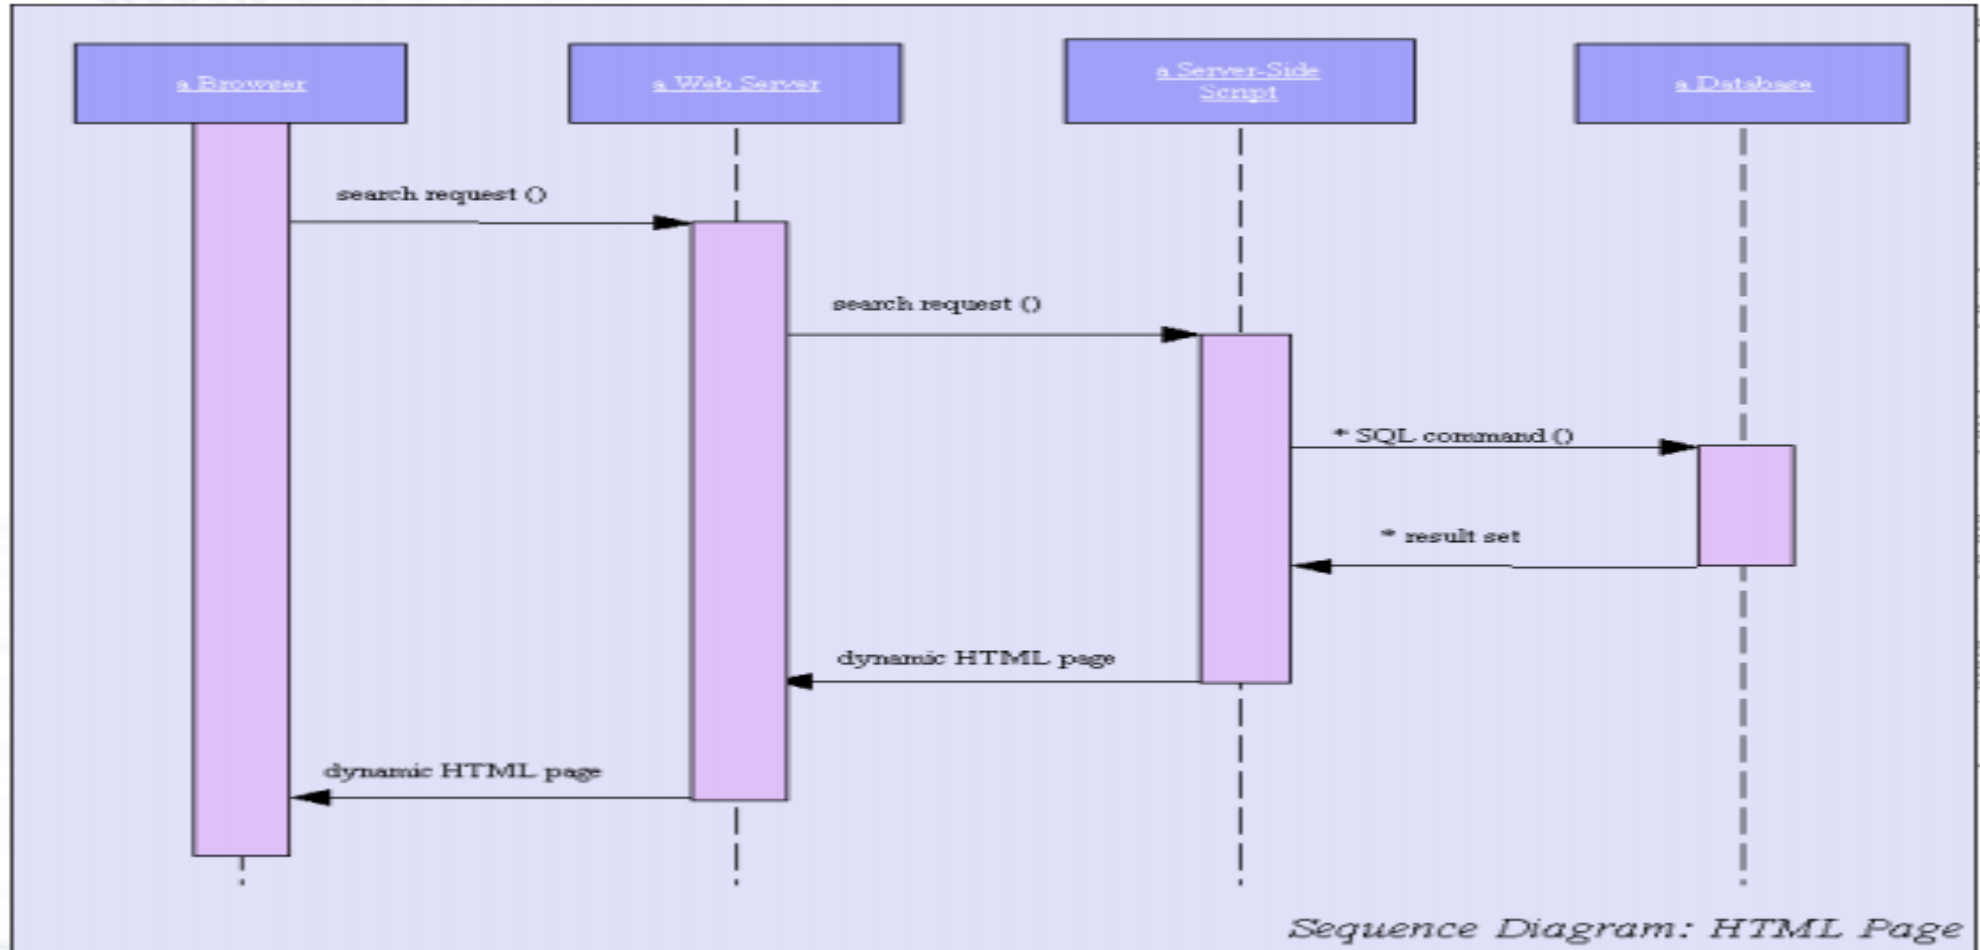 a Browser
a Web Server
a Server-Side
Script
a Database
search request ()
search request ()
* SQL command ()
* result set
dynamic HTML page
dynamic HTML page
Sequence Diagram: HTML Page